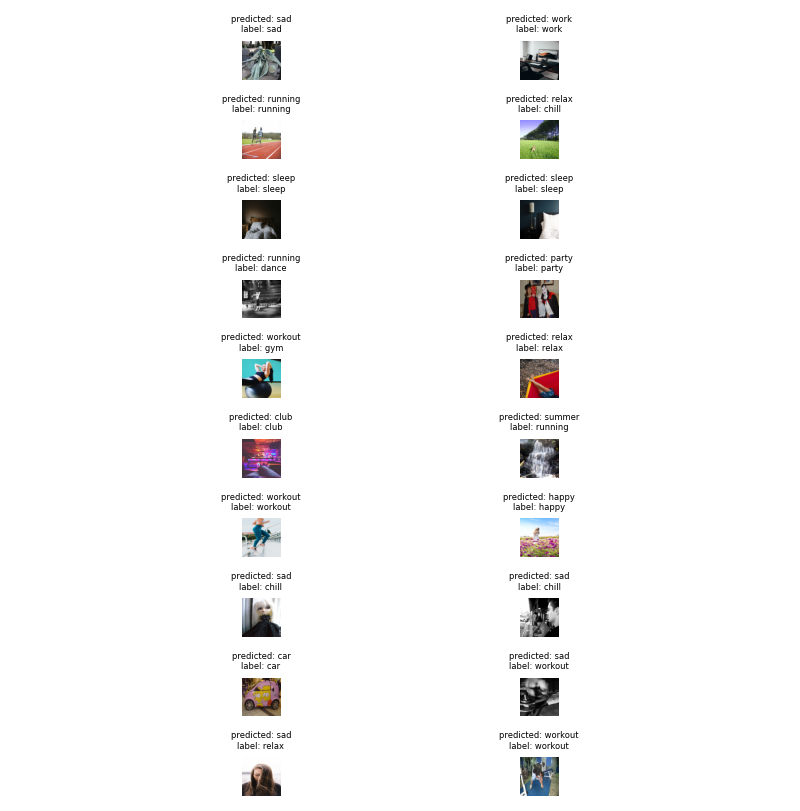 predicted: sad
label: sad
predicted: work
label: work
predicted: running
label: running
predicted: relax
label: chill
predicted: sleep
label: sleep
predicted: sleep
label: sleep
predicted: running
label: dance
predicted: party
label: party
predicted: workout
label: gym
predicted: relax
label: relax
predicted: club
label: club
predicted: summer
label: running
predicted: workout
label: workout
predicted: happy
label: happy
predicted: sad
label: chill
predicted: sad
label: chill
predicted: car
label: car
predicted: sad
label: workout
predicted: sad
label: relax
predicted: workout
label: workout